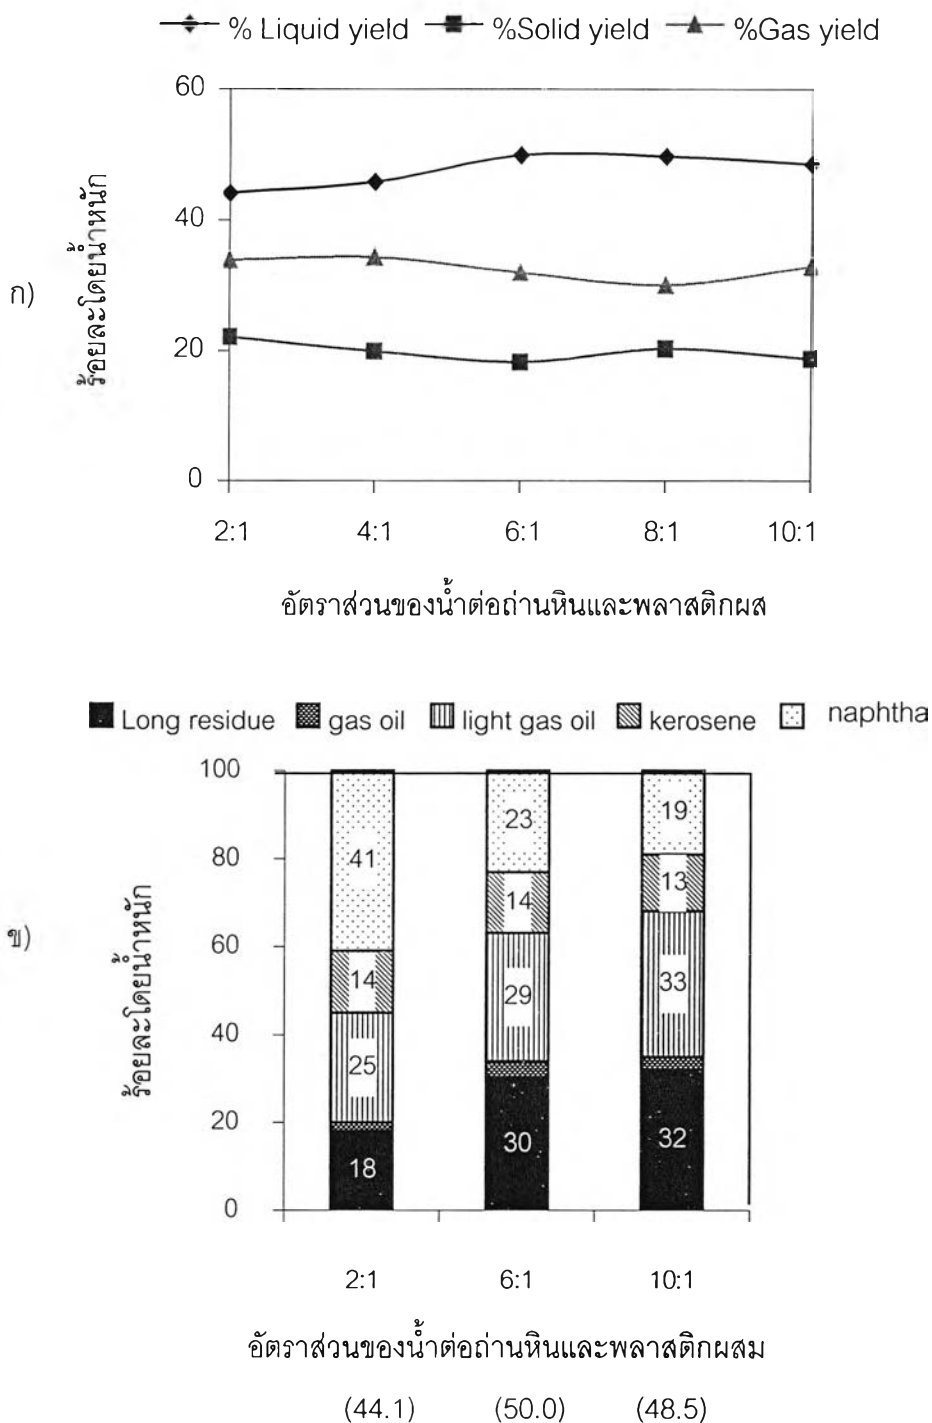 % Liquid yield %Solid yield %Gas yield
60
40
20
0
ร้อยละโดยน้ำหนัก
ก)
2:1 4:1 6:1 8:1 10:1
อัตราส่วนของน้ำต่อถ่านหินและพลาสติกผส
Long residue gas oil light gas oil kerosene naphtha
100
80
60
40
20
0
ร้อยละโดยน้ำหนัก
ข)
41 23 19
14 14 13
25 29 33
18 30 32
2:1 6:1 10:1
อัตราส่วนของน้ำต่อถ่านหินและพลาสติกผสม
(44.1) (50.0) (48.5)